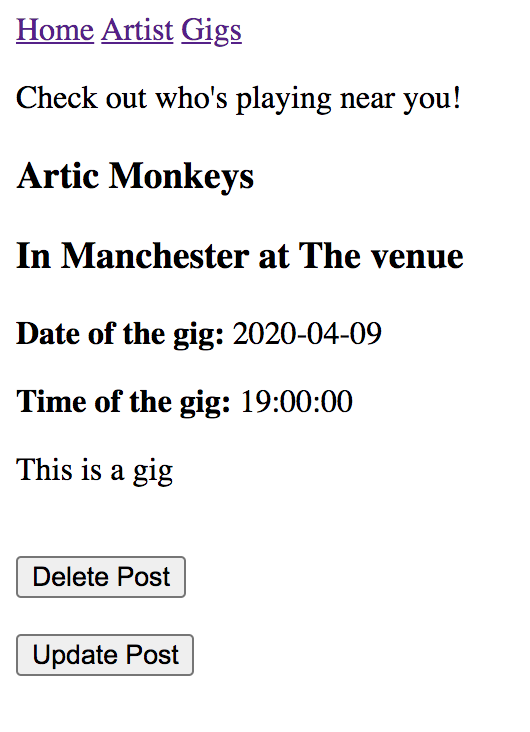 Home Artist Gigs
Check out who's playing near you!
Artic Monkeys
In Manchester at The venue
Date of the gig: 2020-04-09
Time of the gig: 19:00:00
This is a gig
Delete Post
Update Post